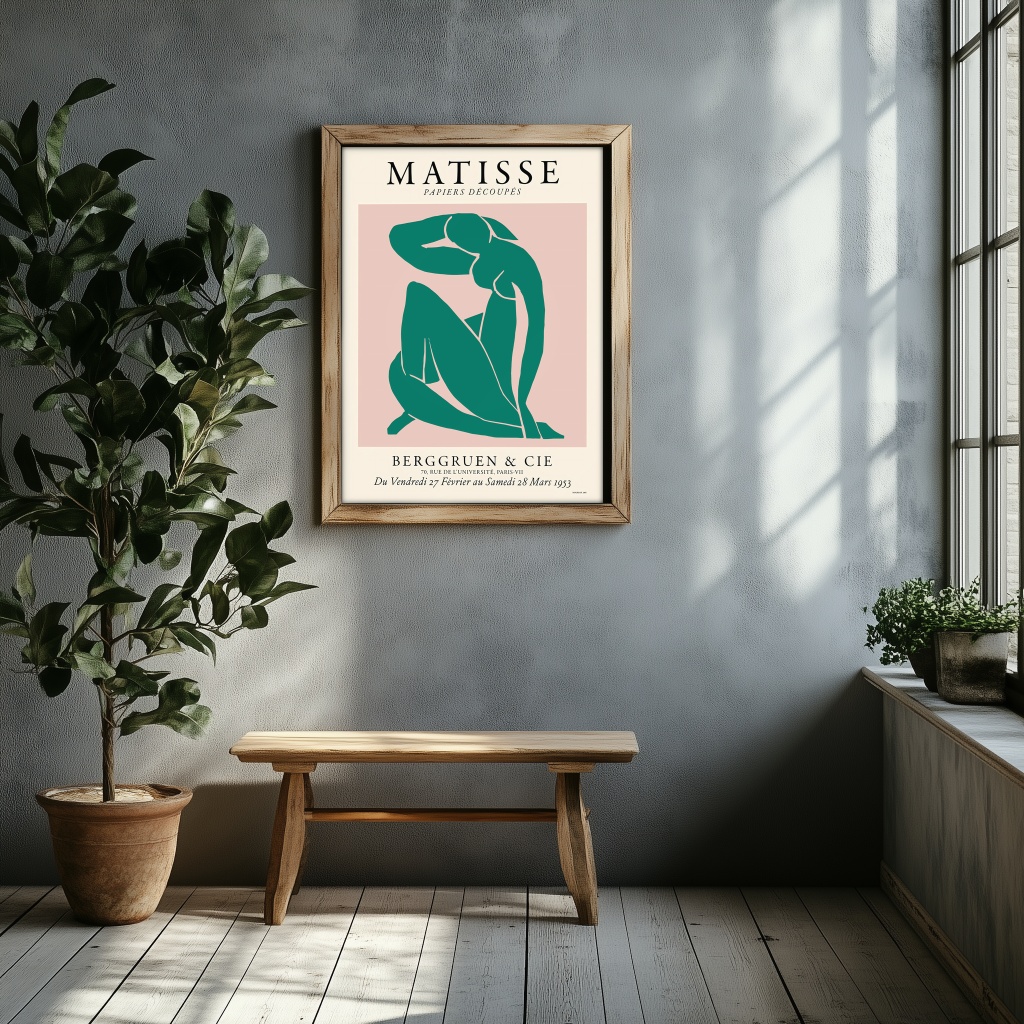 MATISSE
PAPIERS DÉCOUPÉS
BERGGRUEN & CIE
70, RUE DE L'UNIVERSITÉ, PARIS-VII
Du Vendredi 27 Février au Samedi 28 Mars 1953